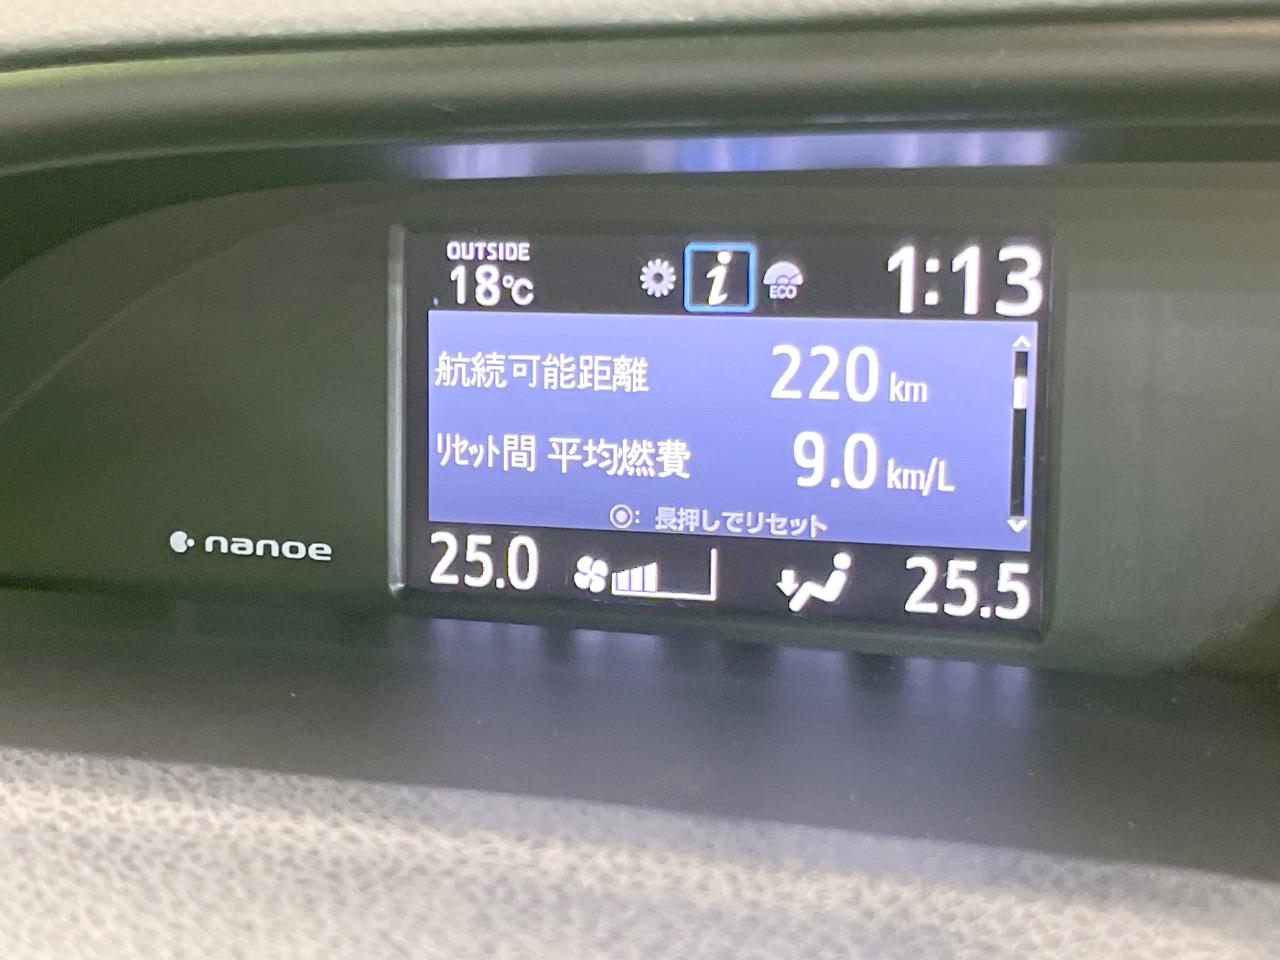 OUTSIDE
18℃
ECO
1:13
航続可能距離 220 km
ﾘｾｯﾄ間 平均燃費 9.0 km/L
◉: 長押しでリセット
25.0
25.5
nanoe